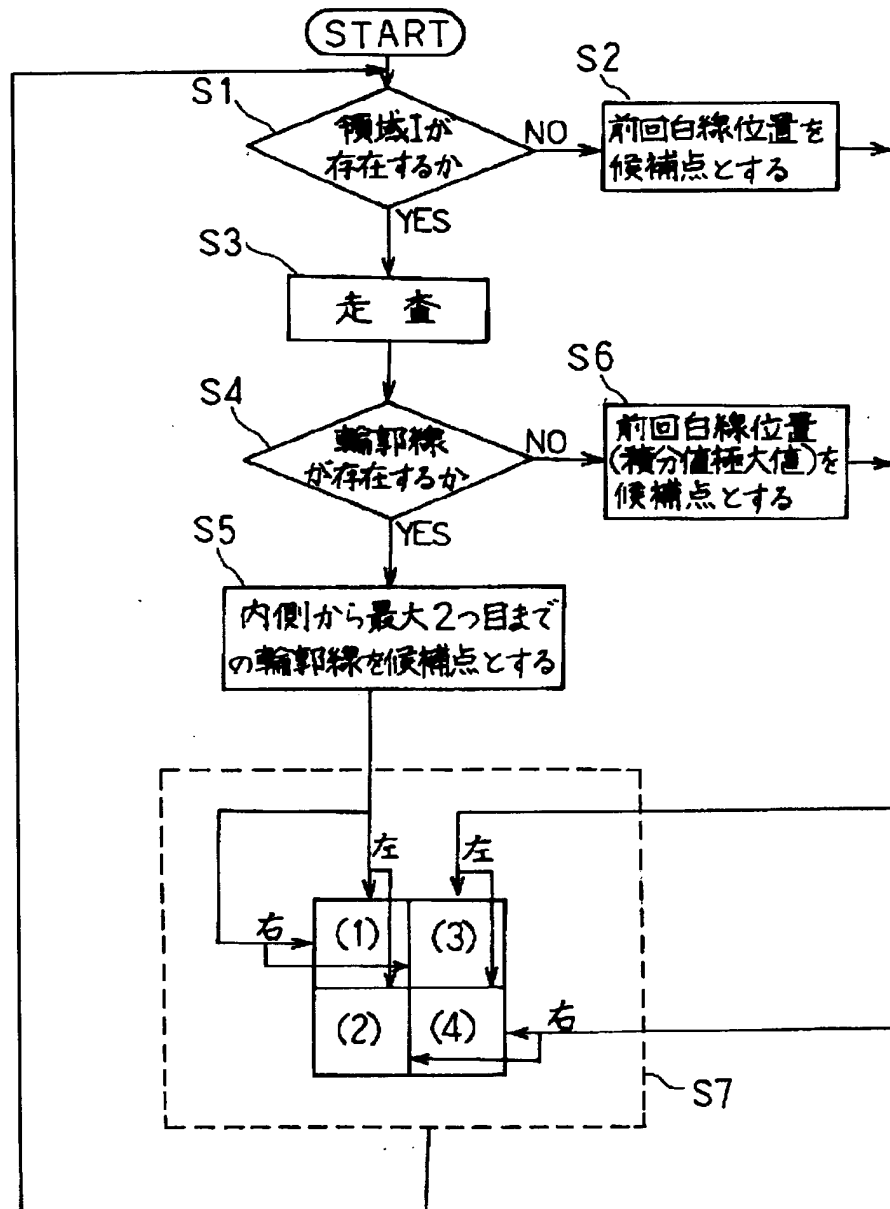 START
S1
領域Iが
存在するか
NO
YES
S2
前回白線位置を
候補点とする
S3
走査
S4
輪郭線
が存在するか
NO
YES
S6
前回白線位置
(積分値極大値)を
候補点とする
S5
内側から最大2つ目まで
の輪郭線を候補点とする
左
左
右
(1)
(3)
(2)
(4)
右
S7